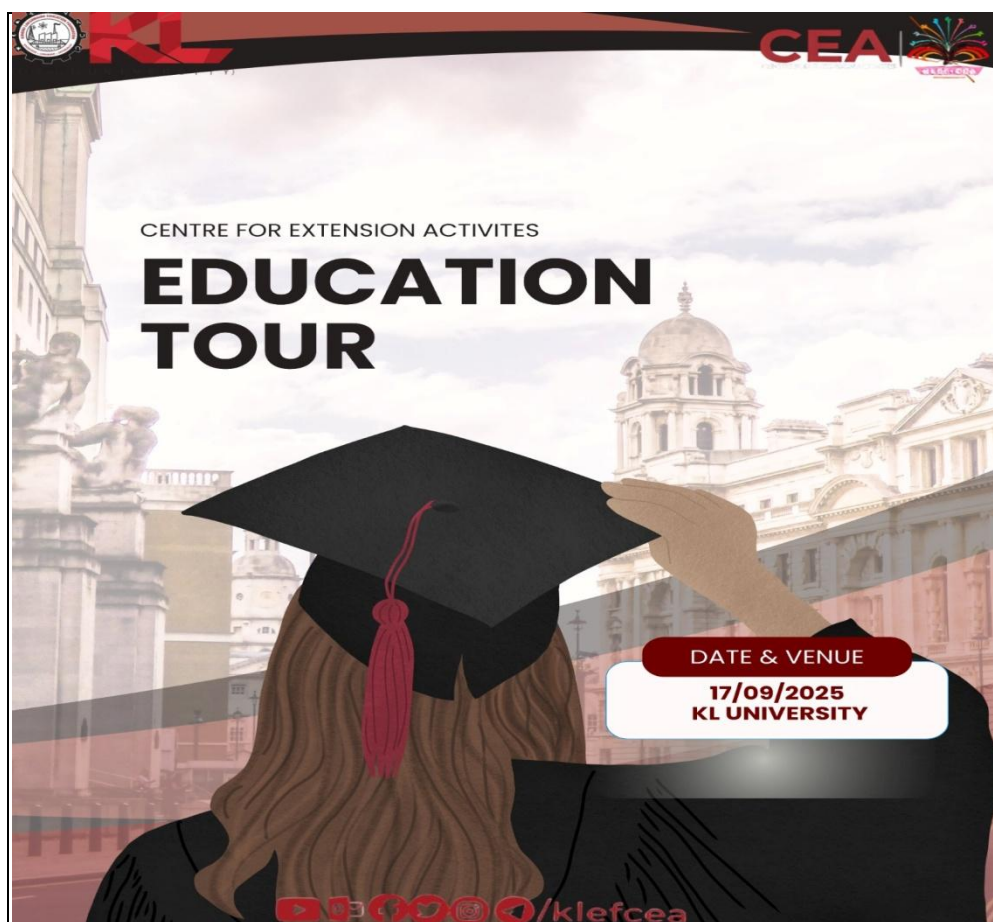 KL
CEA
CENTRE FOR EXTENSION ACTIVITES
EDUCATION
TOUR
DATE & VENUE
17/09/2025
KL UNIVERSITY
/klefcea